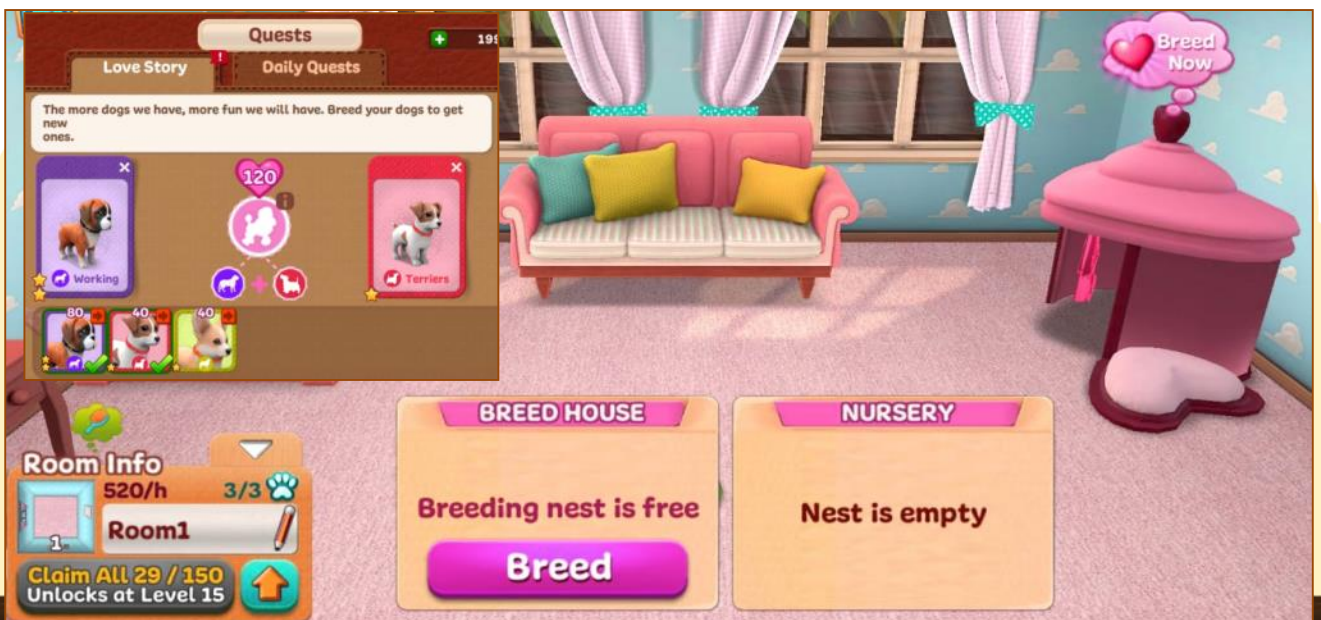 Quests
199
Love Story
!
Daily Quests
The more dogs we have, more fun we will have. Breed your dogs to get
new
ones.
120
i
Working
Terriers
80
40
40
Breed
Now
BREED HOUSE
Breeding nest is free
Breed
NURSERY
Nest is empty
Room Info
520/h
3/3
Room1
1
Claim All 29 / 150
Unlocks at Level 15